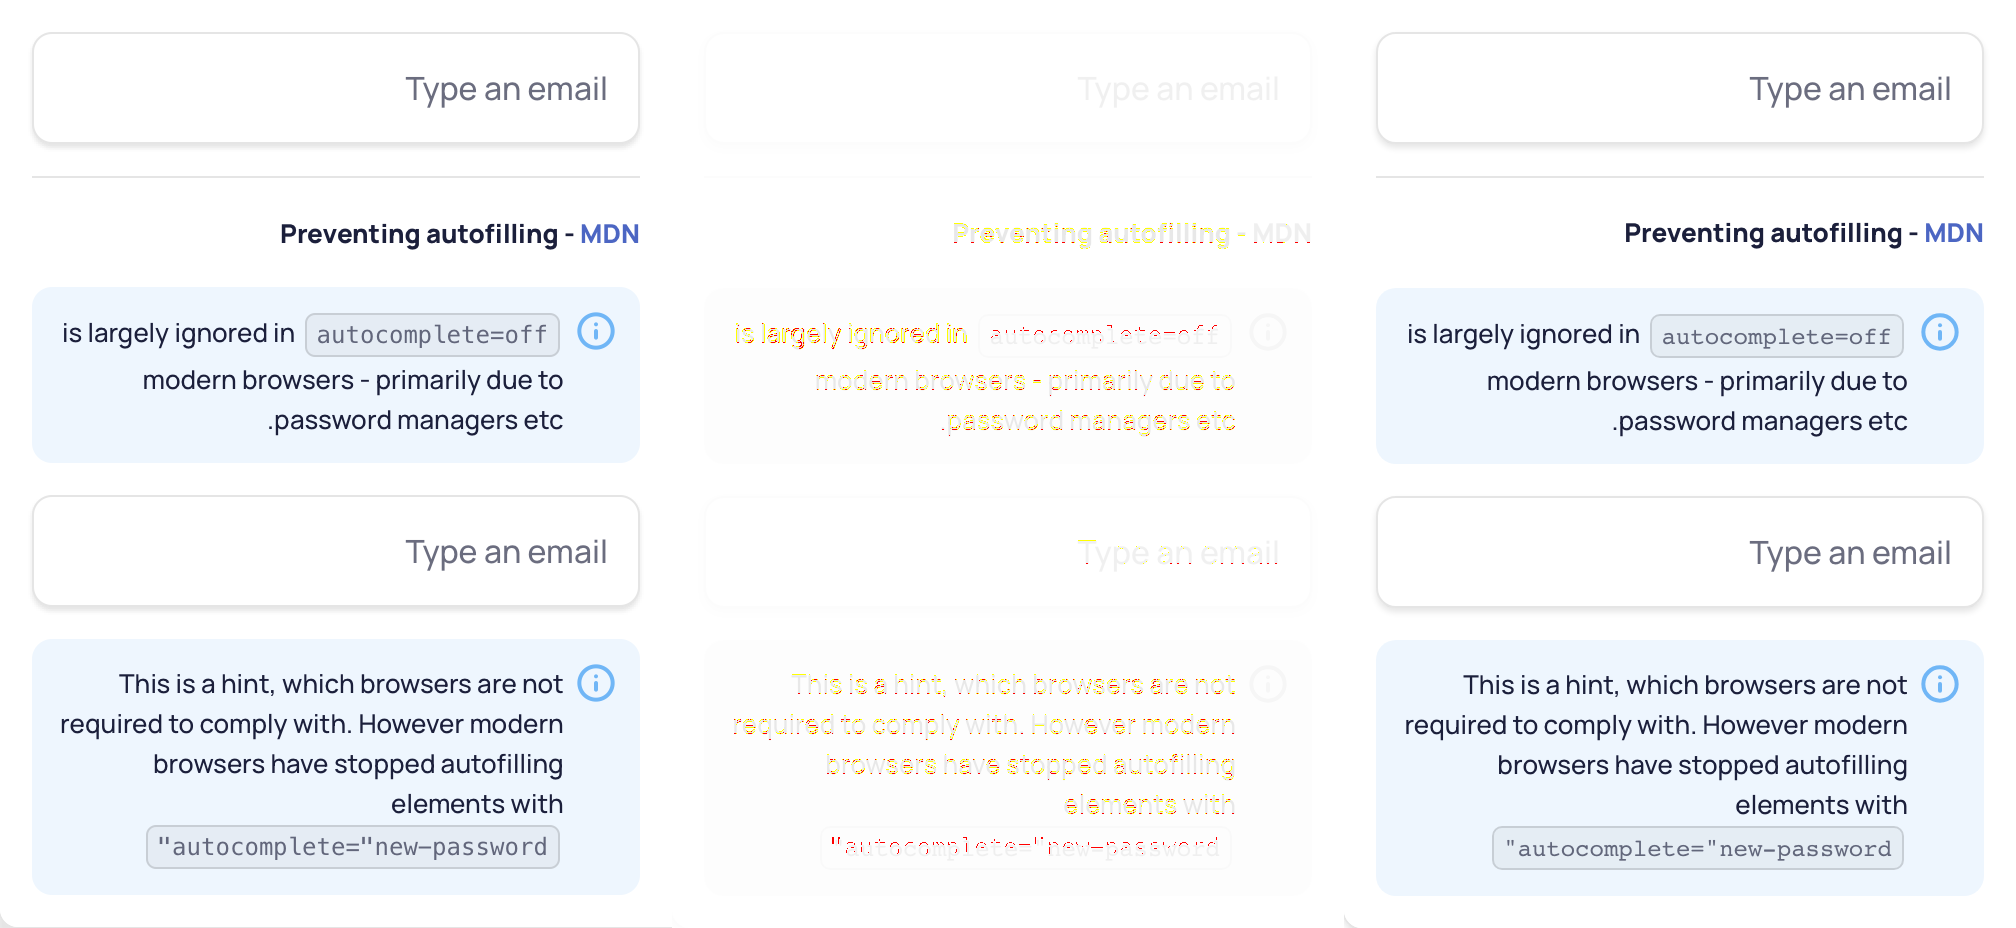 Type an email
Preventing autofilling - MDN
is largely ignored in autocomplete=off
modern browsers - primarily due to
.password managers etc
Type an email
This is a hint, which browsers are not
required to comply with. However modern
browsers have stopped autofilling
elements with
"autocomplete="new-password
Type an email
Preventing autofilling - MDN
is largely ignored in autocomplete=off
modern browsers - primarily due to
.password managers etc
Type an email
This is a hint, which browsers are not
required to comply with. However modern
browsers have stopped autofilling
elements with
"autocomplete="new-password
Type an email
Preventing autofilling - MDN
is largely ignored in autocomplete=off
modern browsers - primarily due to
.password managers etc
Type an email
This is a hint, which browsers are not
required to comply with. However modern
browsers have stopped autofilling
elements with
"autocomplete="new-password